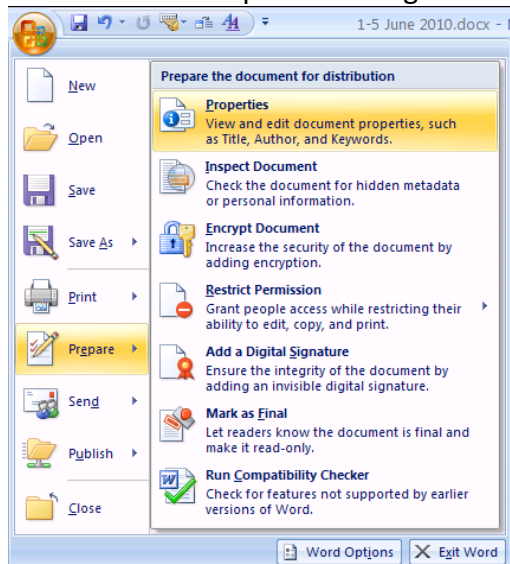 1-5 June 2010.docx -
New
Open
Save
Save As
Print
Prepare
Send
Publish
Close
Prepare the document for distribution
Properties
View and edit document properties, such
as Title, Author, and Keywords.
Inspect Document
Check the document for hidden metadata
or personal information.
Encrypt Document
Increase the security of the document by
adding encryption.
Restrict Permission
Grant people access while restricting their
ability to edit, copy, and print.
Add a Digital Signature
Ensure the integrity of the document by
adding an invisible digital signature.
Mark as Final
Let readers know the document is final and
make it read-only.
Run Compatibility Checker
Check for features not supported by earlier
versions of Word.
Word Options
Exit Word